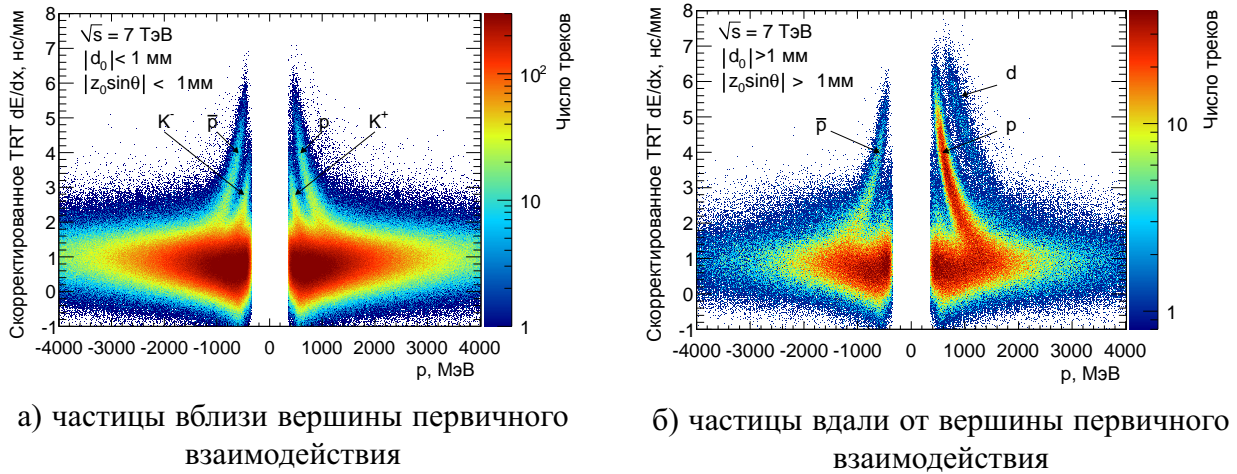 Скорректированное TRT dE/dx, нс/мм
8
7
6
5
4
3
2
1
0
-1
√s = 7 ТэВ
|d₀|< 1 мм
|z₀sinθ| < 1мм
K⁻
p̅
p
K⁺
-4000 -3000 -2000 -1000 0 1000 2000 3000 4000
p, МэВ
10²
10
1
Число треков
а) частицы вблизи вершины первичного
взаимодействия
Скорректированное TRT dE/dx, нс/мм
8
7
6
5
4
3
2
1
0
-1
√s = 7 ТэВ
|d₀|>1 мм
|z₀sinθ| > 1мм
p̅
d
p
-4000 -3000 -2000 -1000 0 1000 2000 3000 4000
p, МэВ
10
1
Число треков
б) частицы вдали от вершины первичного
взаимодействия